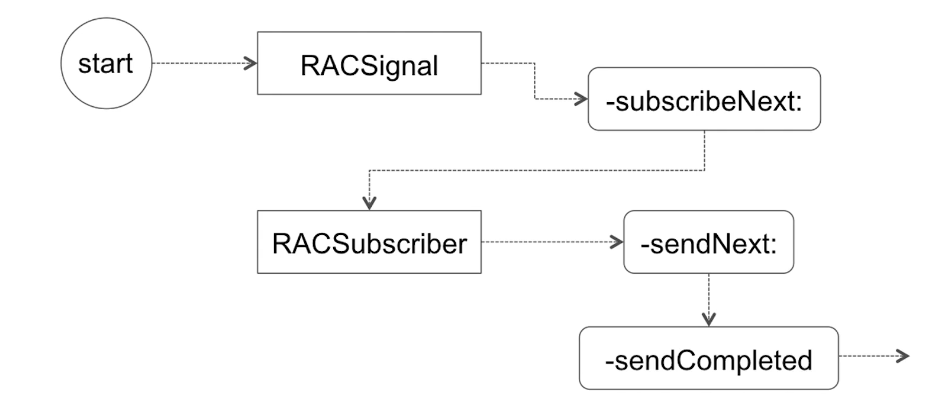 start
RACSignal
-subscribeNext:
RACSubscriber
-sendNext:
-sendCompleted